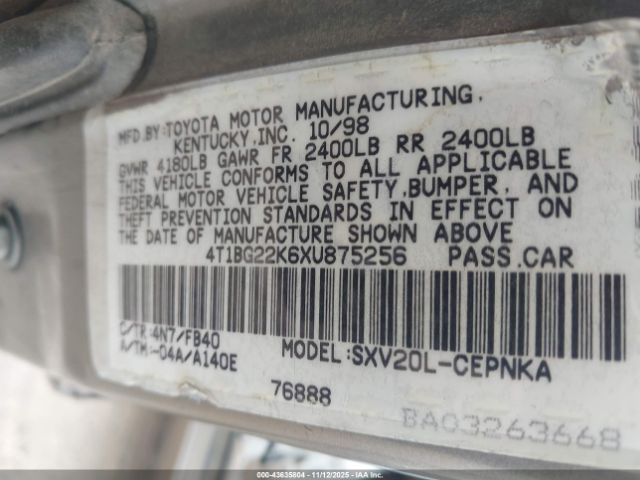 MFD.BY:TOYOTA MOTOR MANUFACTURING,
KENTUCKY,INC. 10/98
GVWR 4180LB GAWR FR 2400LB RR 2400LB
THIS VEHICLE CONFORMS TO ALL APPLICABLE
FEDERAL MOTOR VEHICLE SAFETY,BUMPER, AND
THEFT PREVENTION STANDARDS IN EFFECT ON
THE DATE OF MANUFACTURE SHOWN ABOVE
4T1BG22K6XU875256 PASS.CAR
C/TR:4N7/FB40
A/TM:-04A/A140E
MODEL:SXV20L-CEPNKA
76888
BA03263668
000-43635804 - 11/12/2025 - IAAI.COM